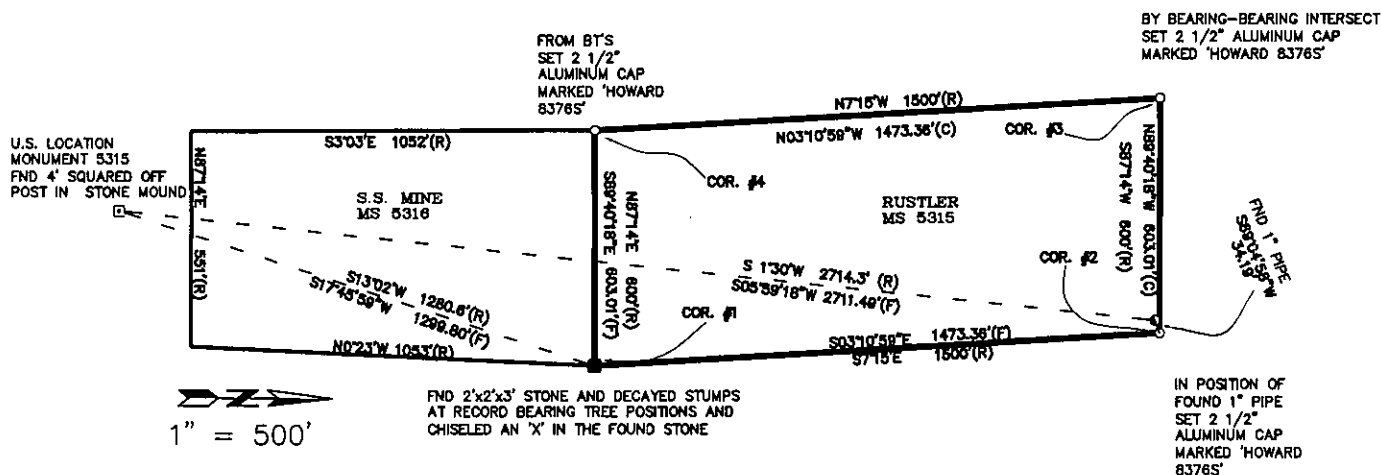 BY BEARING-BEARING INTERSECT
SET 2 1/2" ALUMINUM CAP
MARKED 'HOWARD 8376S'
FROM BT'S
SET 2 1/2"
ALUMINUM CAP
MARKED 'HOWARD
8376S'
U.S. LOCATION
MONUMENT 5315
FND 4' SQUARED OFF
POST IN STONE MOUND
N87°14'E 551'(R)
S3°03'E 1052'(R)
S.S. MINE
MS 5316
S13°02'W 1280.6'(R)
S17°45'59"W 1299.80'(F)
N0°23'W 1053'(R)
S89°40'18"E 603.01'(F)
N87°14'E 600'(R)
COR. #4
COR. #1
N7°15'W 1500'(R)
N03°10'59"W 1473.36'(C)
COR. #3
RUSTLER
MS 5315
COR. #2
S 1°30'W 2714.3' (R)
S05°59'18"W 2711.49'(F)
S03°10'59"E 1473.36'(F)
S7°15'E 1500'(R)
S87°14'W 600'(R)
N89°40'18"W 603.01'(C)
FND 1" PIPE
S69°04'58"W
34.19'
1" = 500'
FND 2'x2'x3' STONE AND DECAYED STUMPS
AT RECORD BEARING TREE POSITIONS AND
CHISELED AN 'X' IN THE FOUND STONE
IN POSITION OF
FOUND 1" PIPE
SET 2 1/2"
ALUMINUM CAP
MARKED 'HOWARD
8376S'